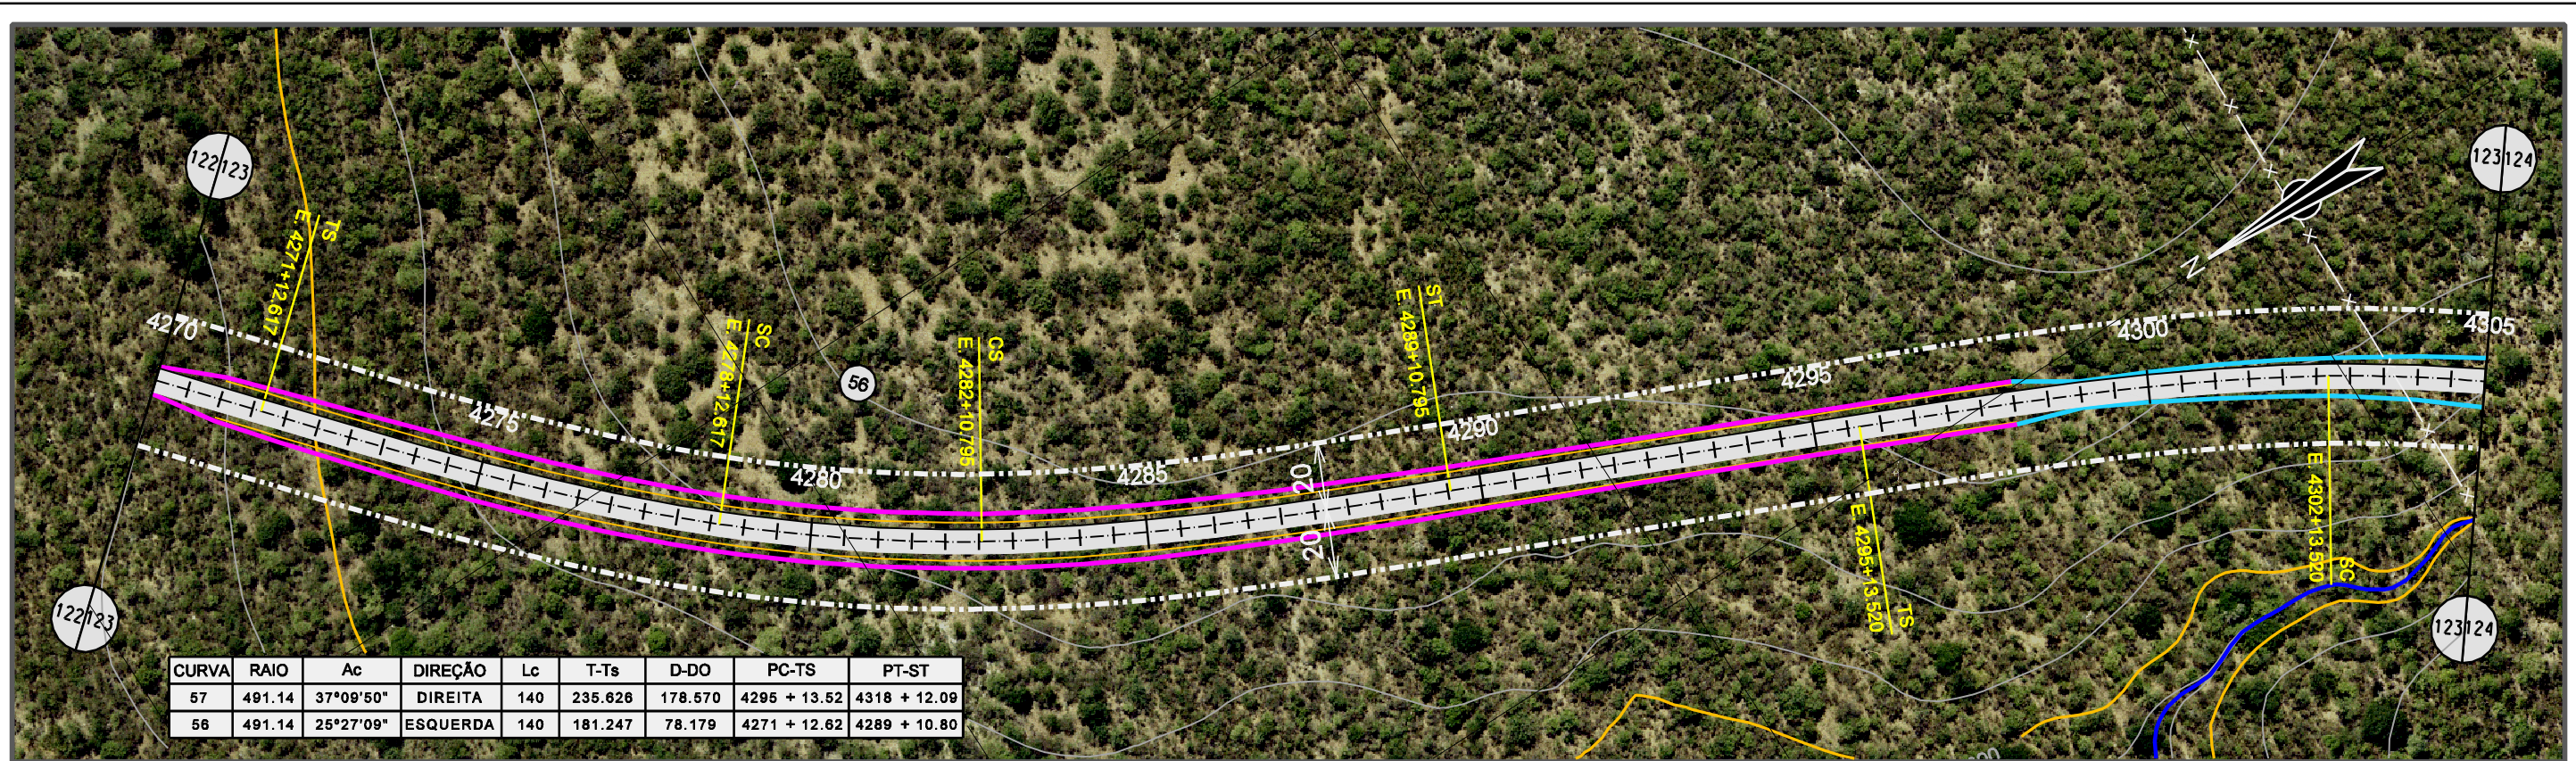 122 123
123 124
TS
E. 4271+12.617
N
4270
SC
E. 4278+12.617
CS
E. 4282+10.795
ST
E. 4289+10.795
56
4300
4305
4275
4295
4290
4280
4285
20
20
E. 4295+13.520
TS
E. 4302+13.520
SC
122 123
123 124
CURVA RAIO Ac DIREÇÃO Lc T-Ts D-DO PC-TS PT-ST
57 491.14 37°09'50" DIREITA 140 235.626 178.570 4295 + 13.52 4318 + 12.09
56 491.14 25°27'09" ESQUERDA 140 181.247 78.179 4271 + 12.62 4289 + 10.80